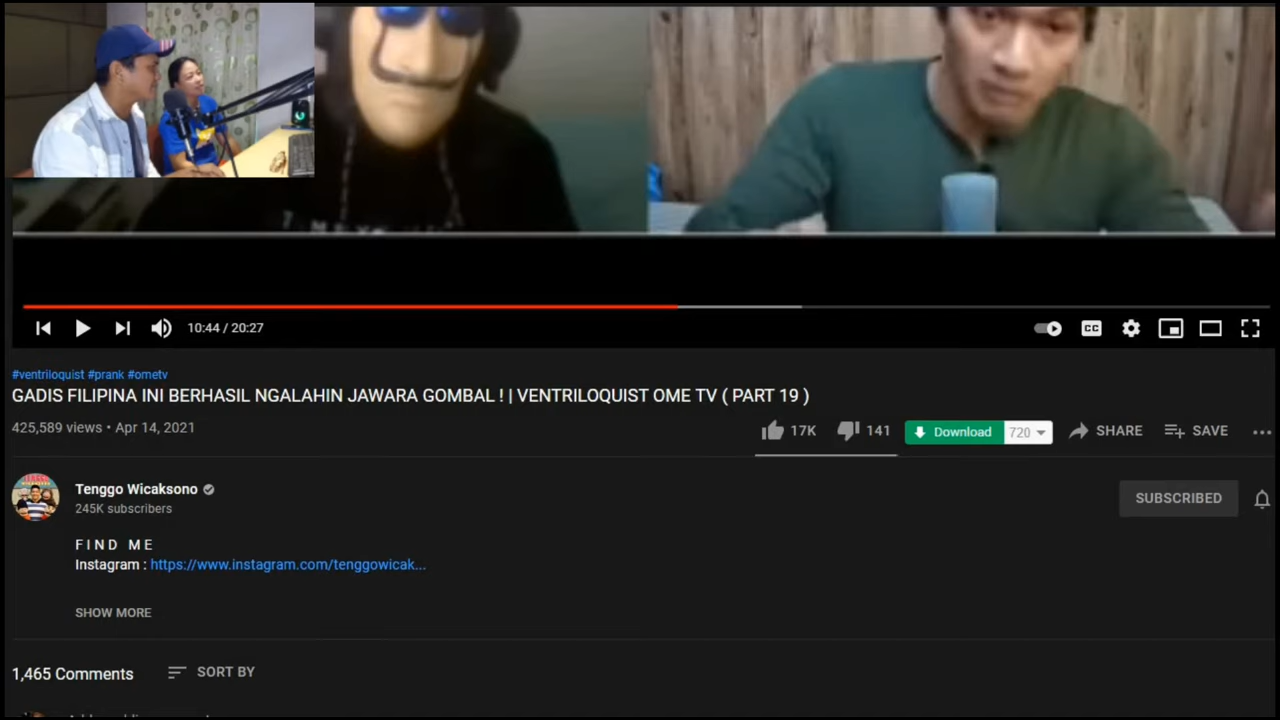 10:44 / 20:27
CC
#ventriloquist #prank #ometv
GADIS FILIPINA INI BERHASIL NGALAHIN JAWARA GOMBAL ! | VENTRILOQUIST OME TV ( PART 19 )
425,589 views • Apr 14, 2021
17K 141 Download 720 SHARE SAVE
Tenggo Wicaksono
245K subscribers
SUBSCRIBED
F I N D M E
Instagram : https://www.instagram.com/tenggowicak...
SHOW MORE
1,465 Comments SORT BY